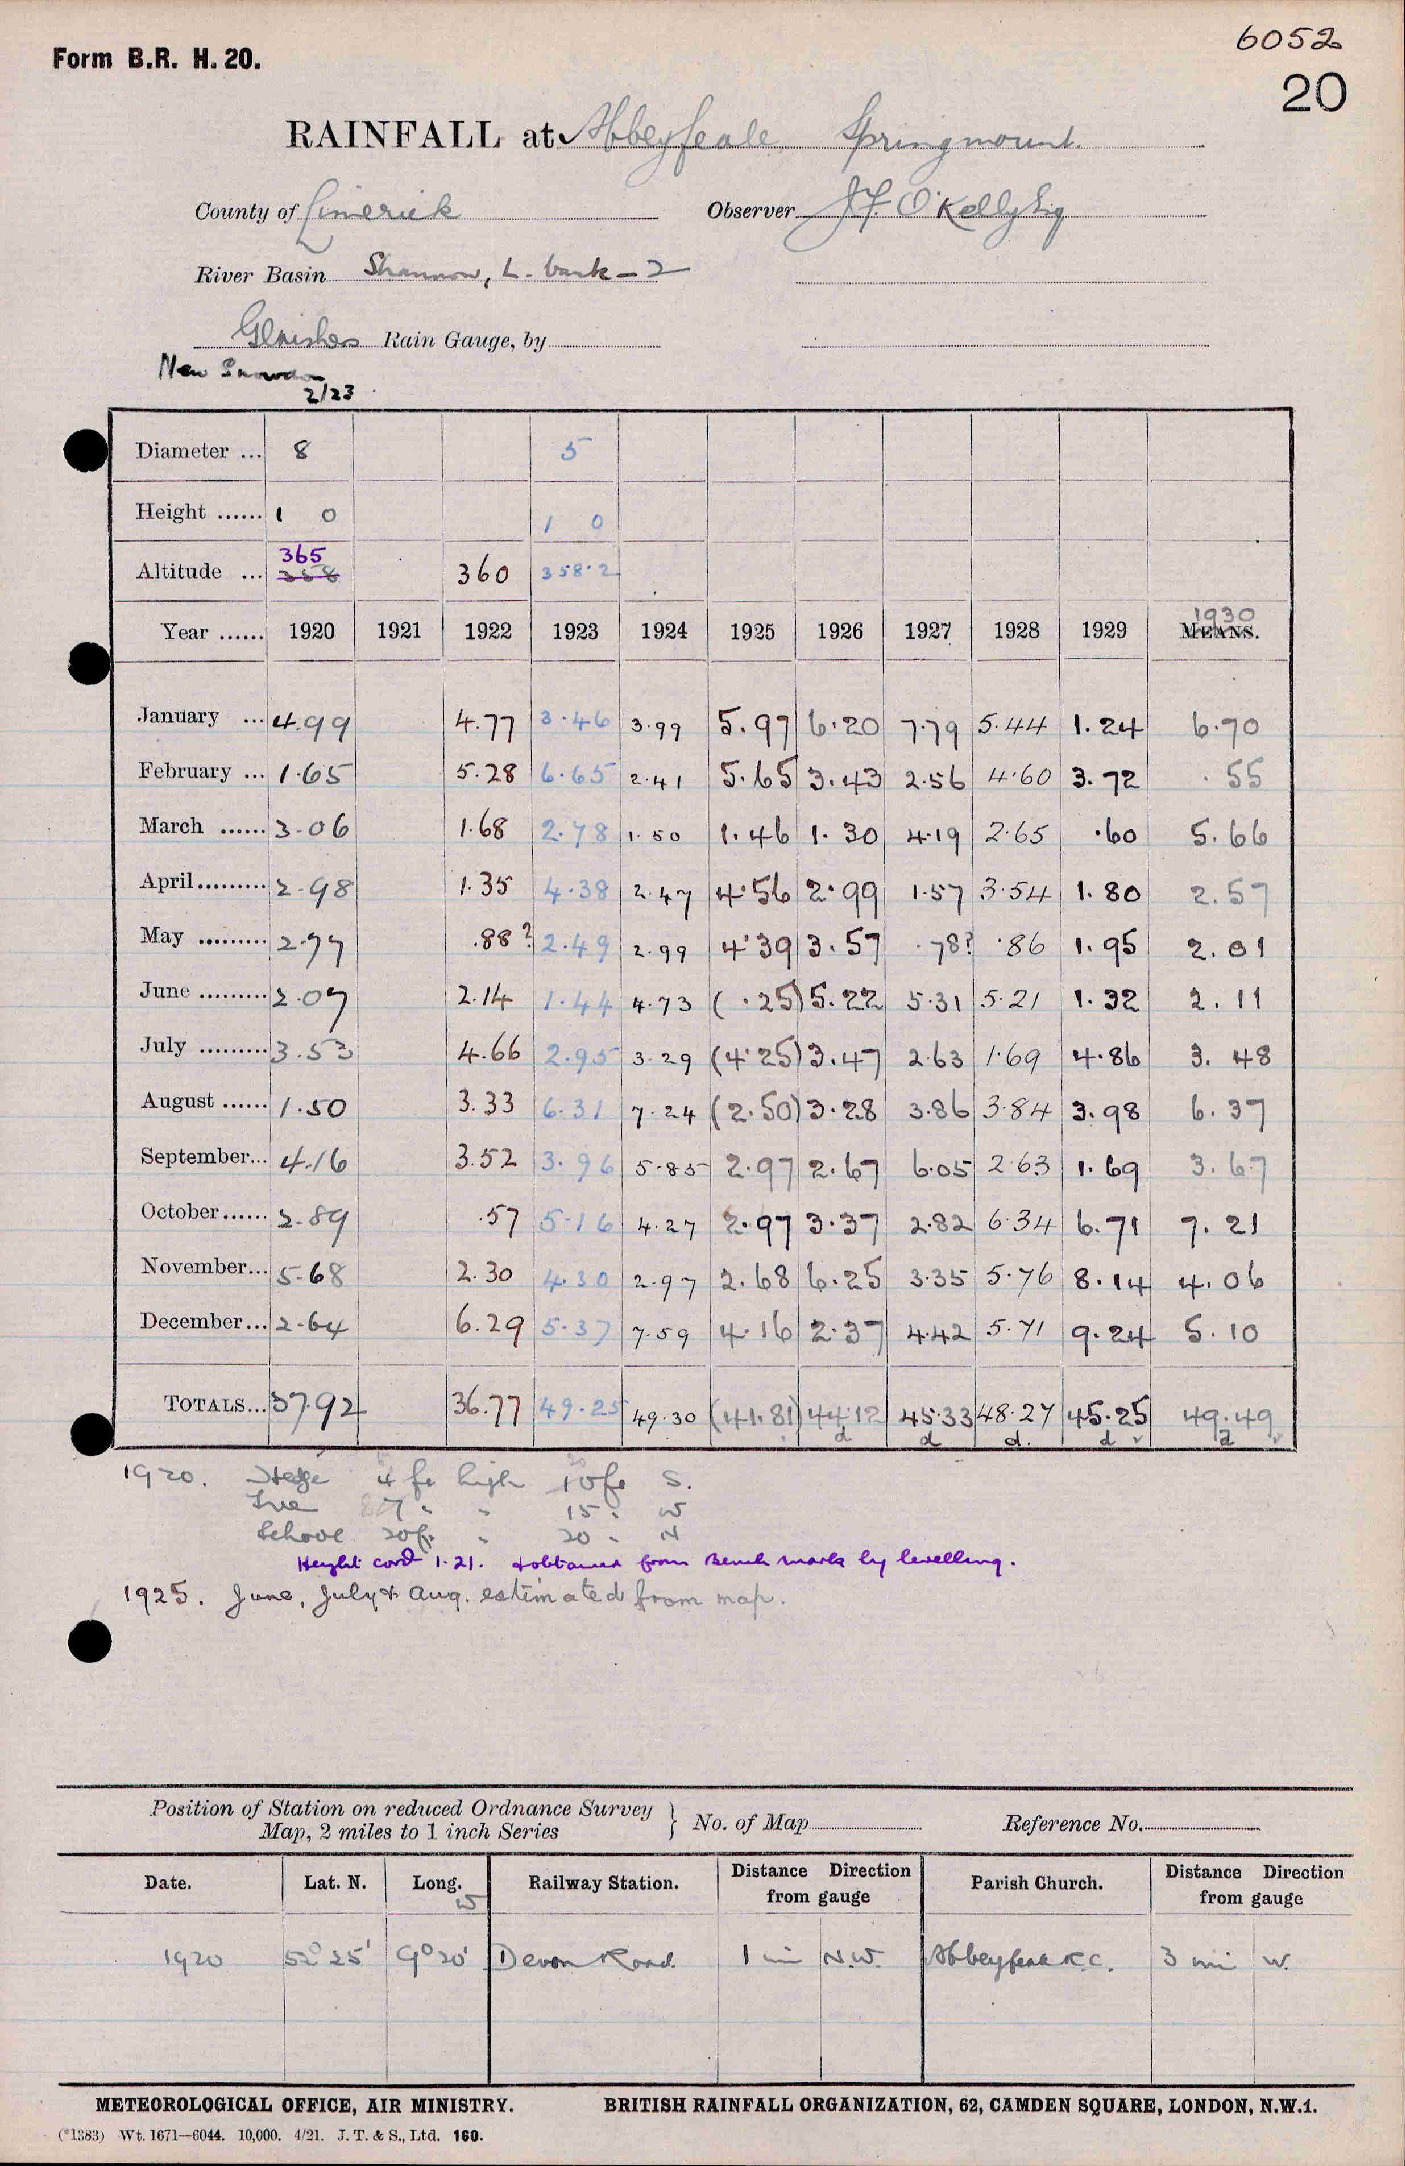 Form B.R. H. 20.
6052
20
RAINFALL at Abbeyfeale Springmount.
County of Limerick Observer J.F. O'Kelly Esq
River Basin Shannon, L. bank - 2
Glaisher Rain Gauge, by
New Snowdon
2/23
Diameter ... 8 5
Height ...... 1 0 1 0
365
Altitude ... 358 360 358.2
1930
Year ...... 1920 1921 1922 1923 1924 1925 1926 1927 1928 1929 MEANS.
January ... 4.99 4.77 3.46 3.99 5.97 6.20 7.79 5.44 1.24 6.70
February ... 1.65 5.28 6.65 2.41 5.65 3.43 2.56 4.60 3.72 .55
March ...... 3.06 1.68 2.78 1.50 1.46 1.30 4.19 2.65 .60 5.66
April......... 2.98 1.35 4.38 2.47 4.56 2.99 1.57 3.54 1.80 2.57
May ......... 2.77 .88? 2.49 2.99 4.39 3.57 .78? .86 1.95 2.01
June ......... 2.07 2.14 1.44 4.73 ( .25) 5.22 5.31 5.21 1.32 2.11
July ......... 3.53 4.66 2.95 3.29 (4.25) 3.47 2.63 1.69 4.86 3.48
August ...... 1.50 3.33 6.31 7.24 (2.50) 3.28 3.86 3.84 3.98 6.37
September... 4.16 3.52 3.96 5.85 2.97 2.67 6.05 2.63 1.69 3.67
October...... 2.89 .57 5.16 4.27 2.97 3.37 2.82 6.34 6.71 7.21
November... 5.68 2.30 4.30 2.97 2.68 6.25 3.35 5.76 8.14 4.06
December... 2.64 6.29 5.37 7.59 4.16 2.37 4.42 5.71 9.24 5.10
TOTALS... 37.92 36.77 49.25 49.30 (41.81) 44.12 45.33 48.27 45.25 49.49
d d d. d a
1920. Hedge 4 ft high 10 ft S.
Tree 7 " " 15 " W
School 20 ft " 20 " N
Height cor'd 1.21. & obtained from Bench mark by levelling.
1925. June, July & Aug. estimated from map.
Position of Station on reduced Ordnance Survey Map, 2 miles to 1 inch Series } No. of Map Reference No.
Date. Lat. N. Long. W Railway Station. Distance Direction from gauge Parish Church. Distance Direction from gauge
1920 52° 25' 9° 20' Devon Road. 1 mi N.W. Abbeyfeale R.C. 3 mi W.
METEOROLOGICAL OFFICE, AIR MINISTRY. BRITISH RAINFALL ORGANIZATION, 62, CAMDEN SQUARE, LONDON, N.W.1.
(*1383) Wt. 1671—6044. 10,000. 4/21. J. T. & S., Ltd. 160.